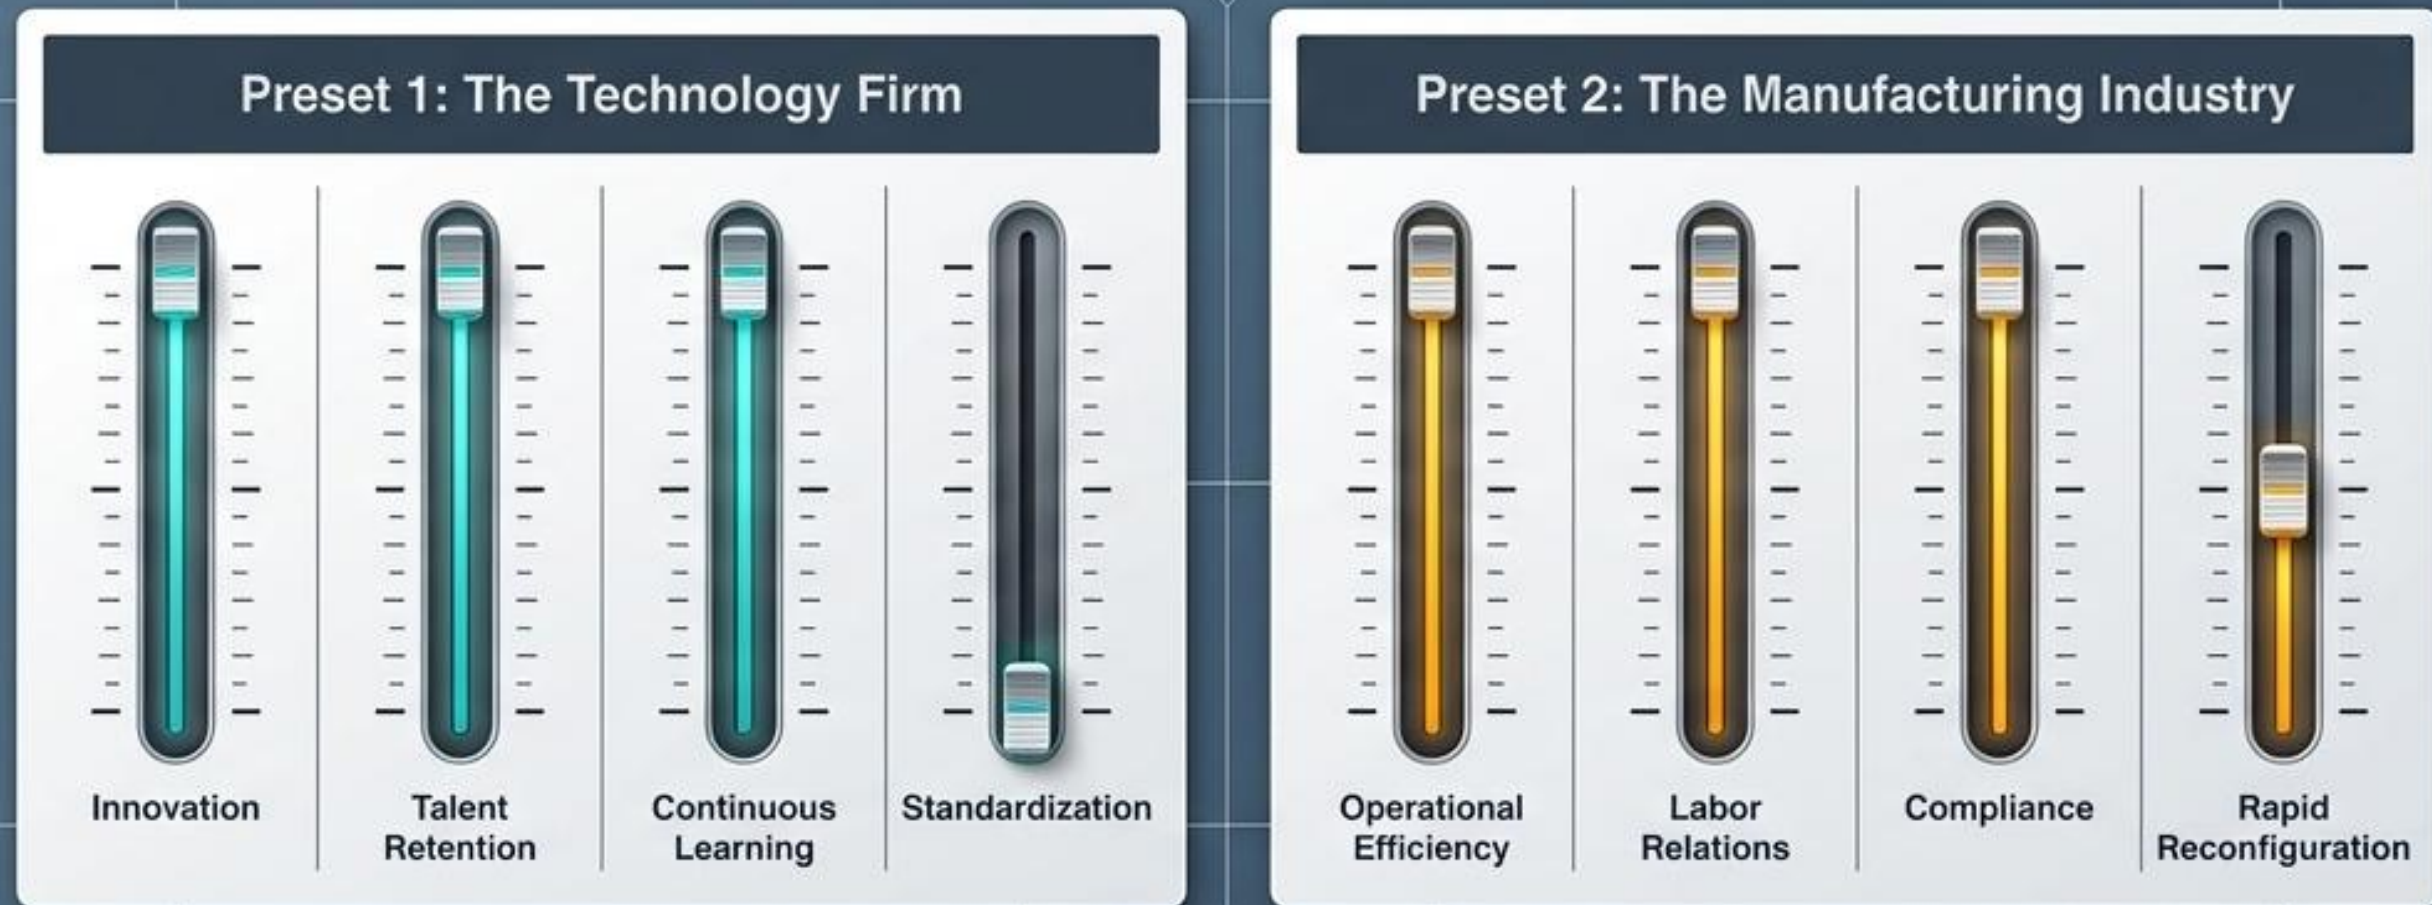 Preset 1: The Technology Firm
Innovation
Talent
Retention
Continuous
Learning
Standardization
Preset 2: The Manufacturing Industry
Operational
Efficiency
Labor
Relations
Compliance
Rapid
Reconfiguration